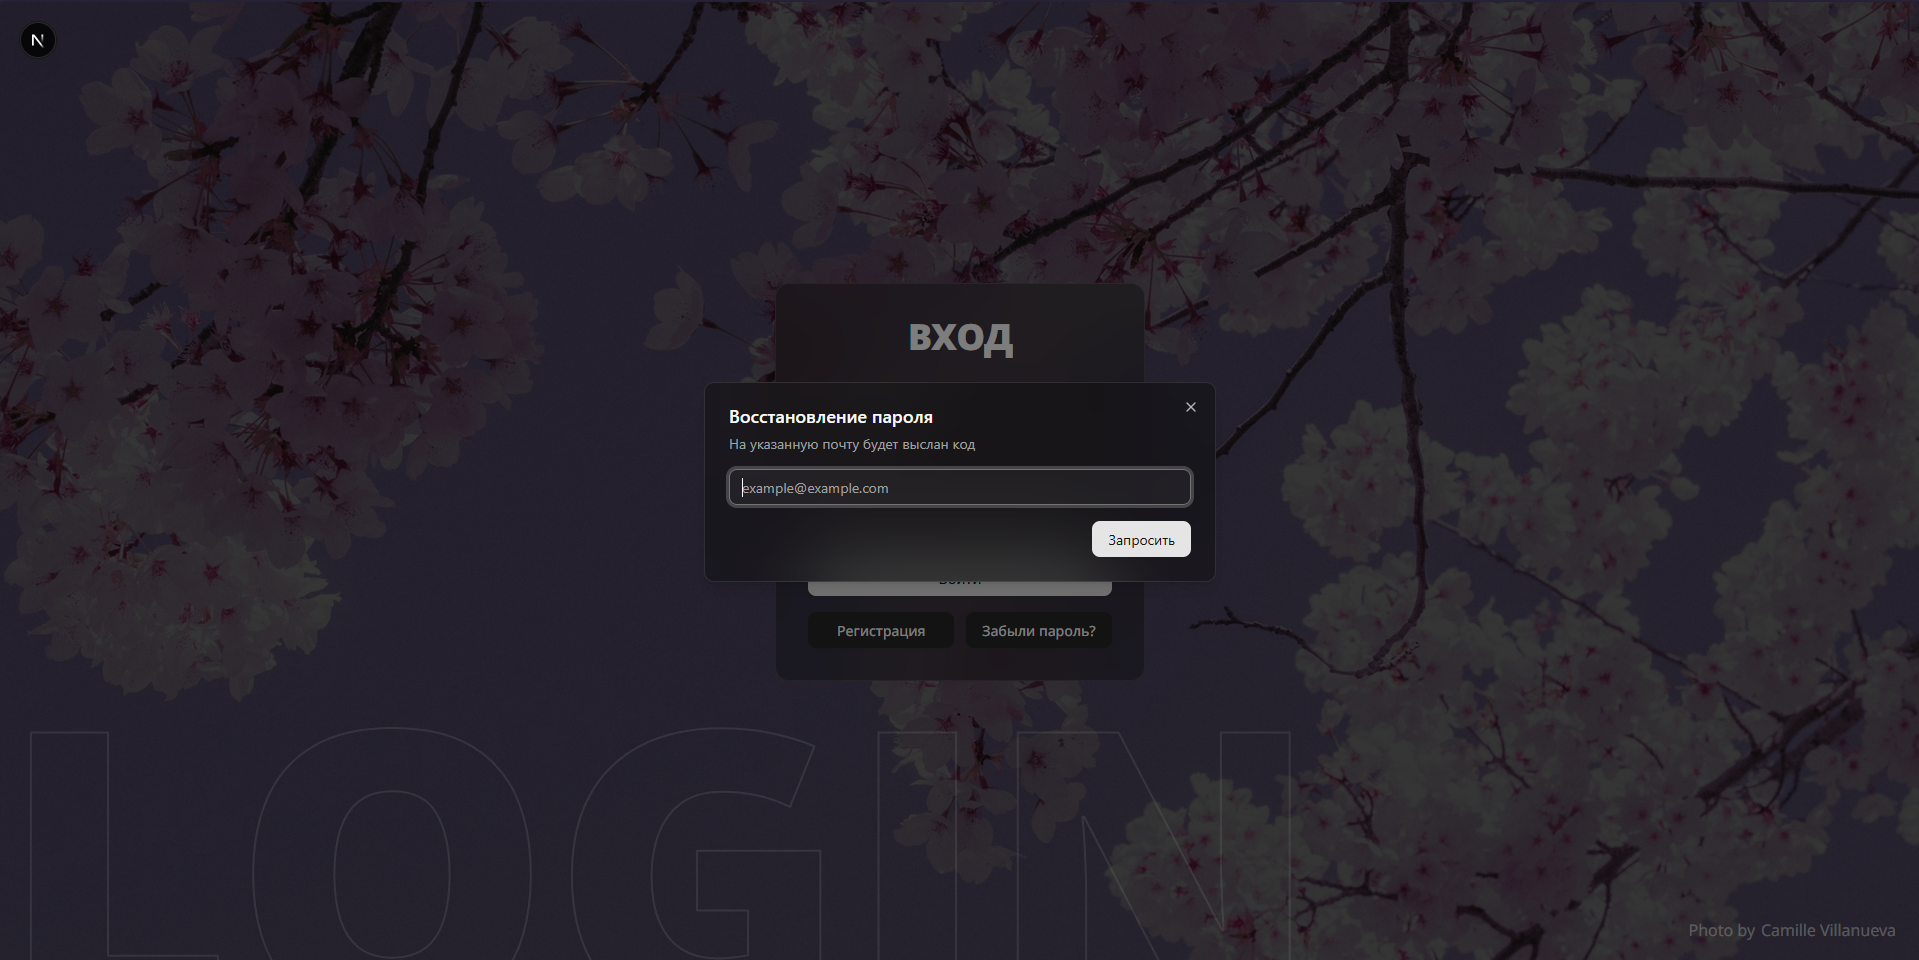 N
ВХОД
Восстановление пароля
На указанную почту будет выслан код
example@example.com
Запросить
Войти
Регистрация
Забыли пароль?
LOGIN
Photo by Camille Villanueva